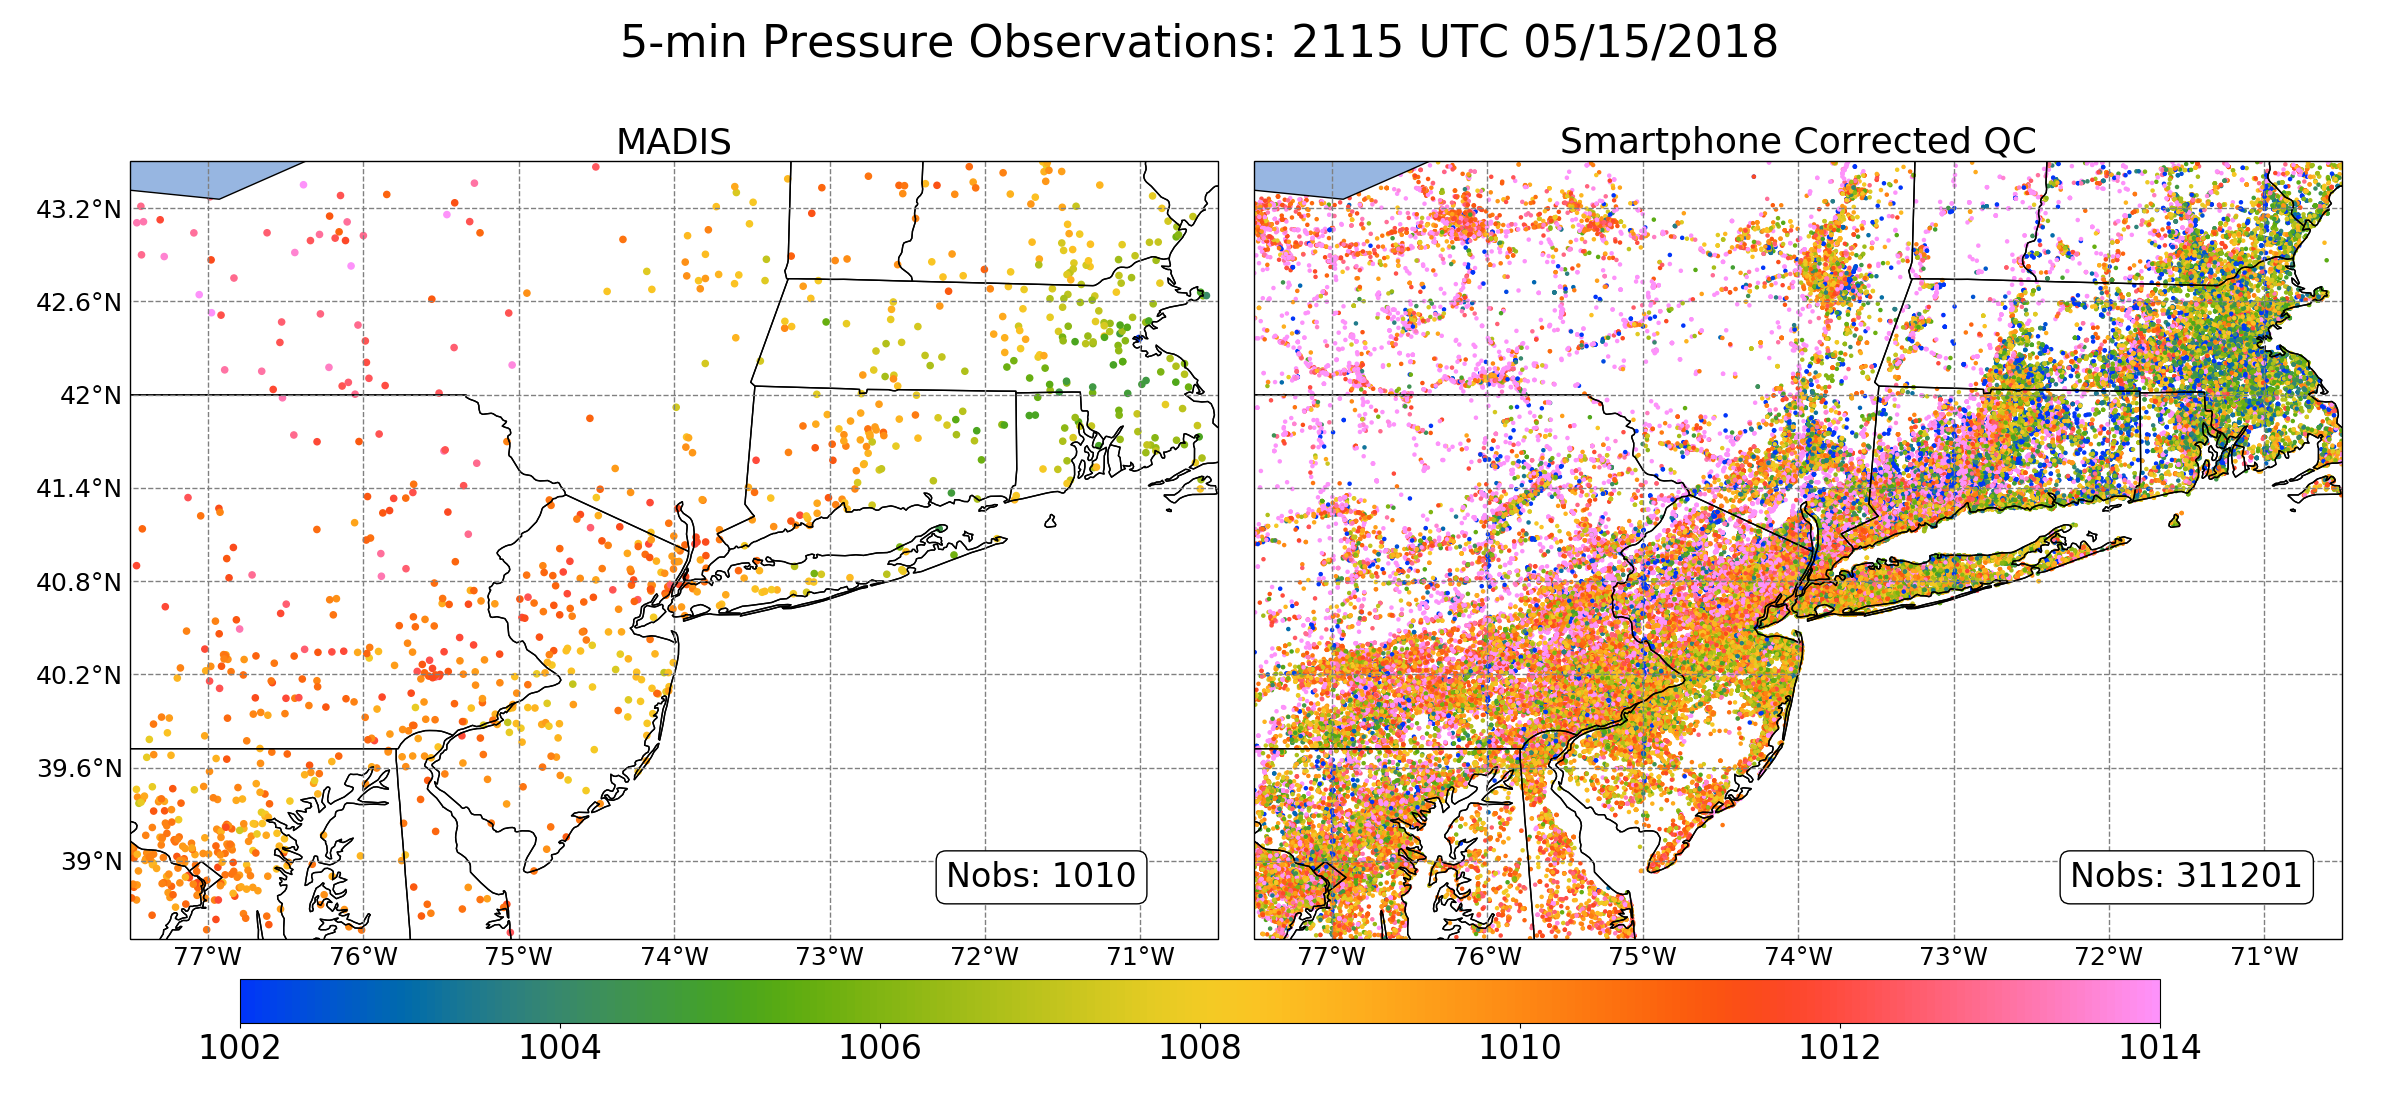 5-min Pressure Observations: 2115 UTC 05/15/2018
MADIS
Smartphone Corrected QC
43.2°N
42.6°N
42°N
41.4°N
40.8°N
40.2°N
39.6°N
39°N
Nobs: 1010
Nobs: 311201
77°W 76°W 75°W 74°W 73°W 72°W 71°W
77°W 76°W 75°W 74°W 73°W 72°W 71°W
1002 1004 1006 1008 1010 1012 1014